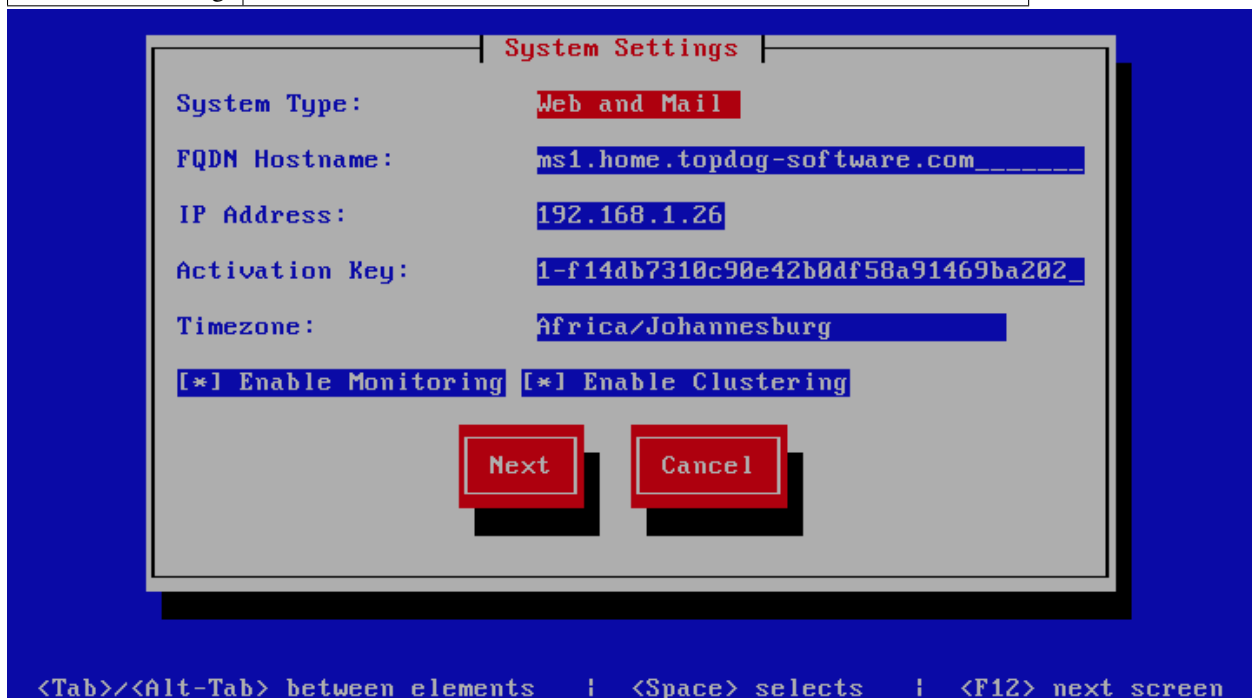 System Settings
System Type: Web and Mail
FQDN Hostname: ms1.home.topdog-software.com_______
IP Address: 192.168.1.26
Activation Key: 1-f14db7310c90e42b0df58a91469ba202_
Timezone: Africa/Johannesburg
[*] Enable Monitoring [*] Enable Clustering
Next Cancel
<Tab>/<Alt-Tab> between elements | <Space> selects | <F12> next screen